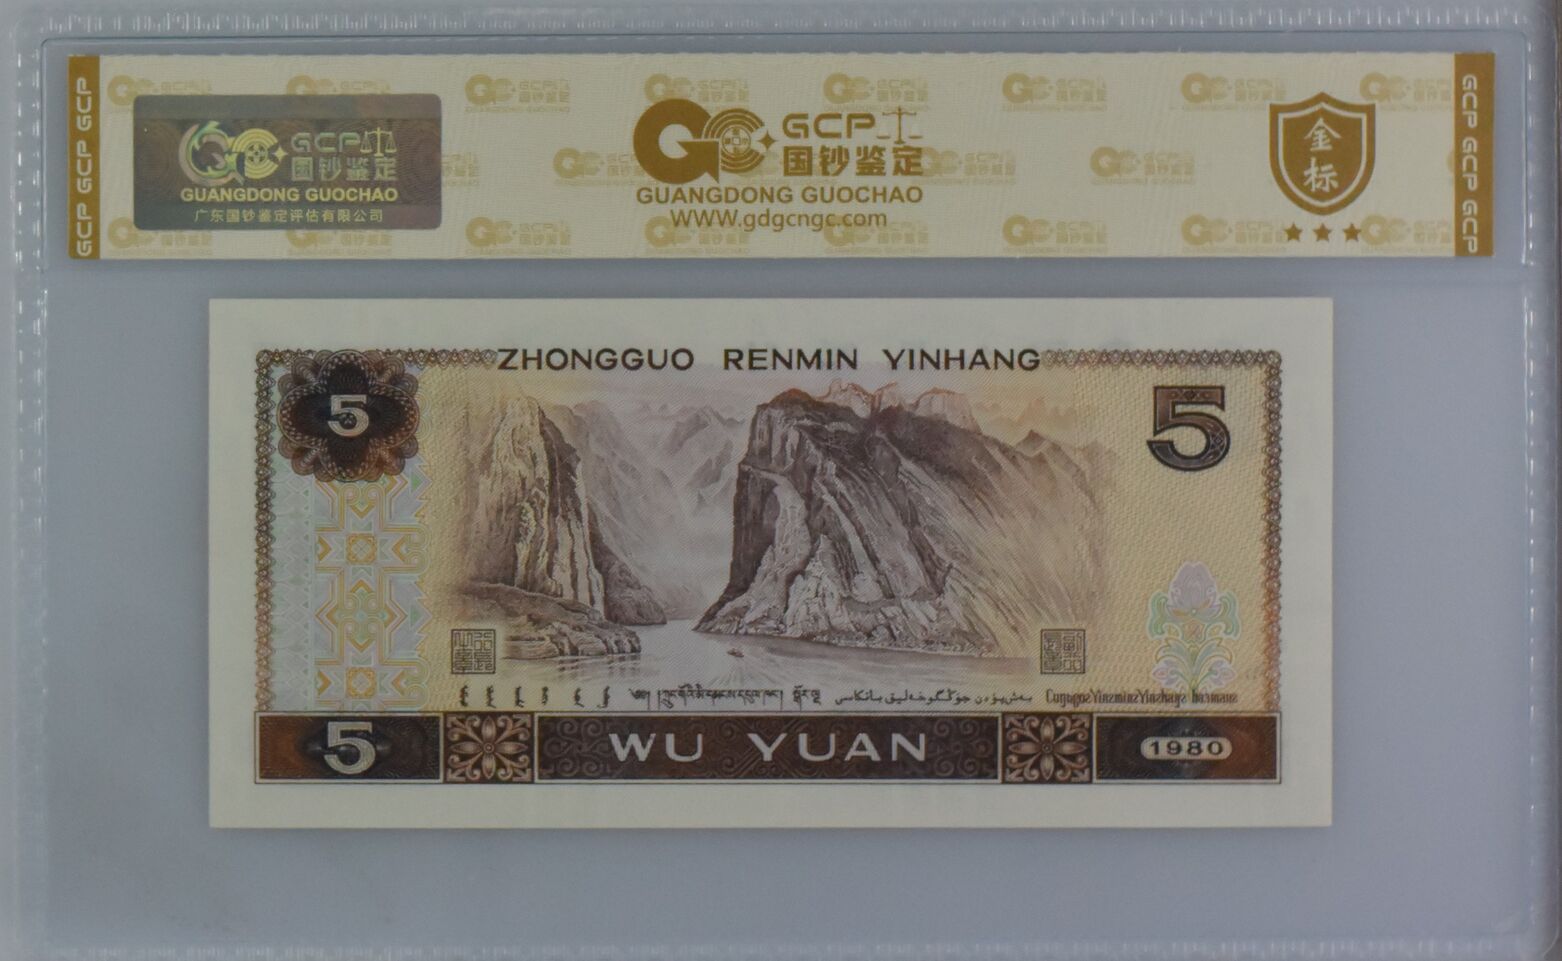 GCP GCP GCP
GCP
国钞鉴定
GUANGDONG GUOCHAO
广东国钞鉴定评估有限公司
GCP
国钞鉴定
GUANGDONG GUOCHAO
WWW.gdgcngc.com
金标
GCP GCP GCP
ZHONGGUO RENMIN YINHANG
5
5
5
WU YUAN
1980